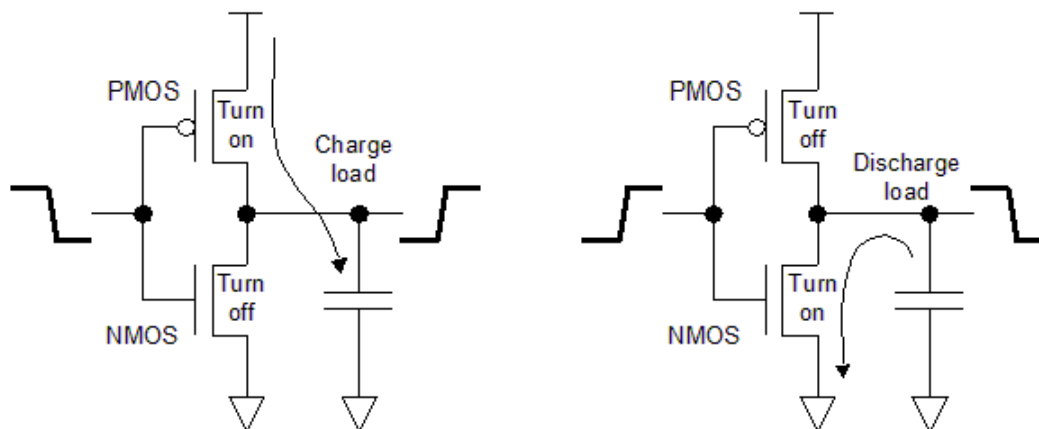 PMOS
Turn
on
Charge
load
Turn
off
NMOS
PMOS
Turn
off
Discharge
load
Turn
on
NMOS